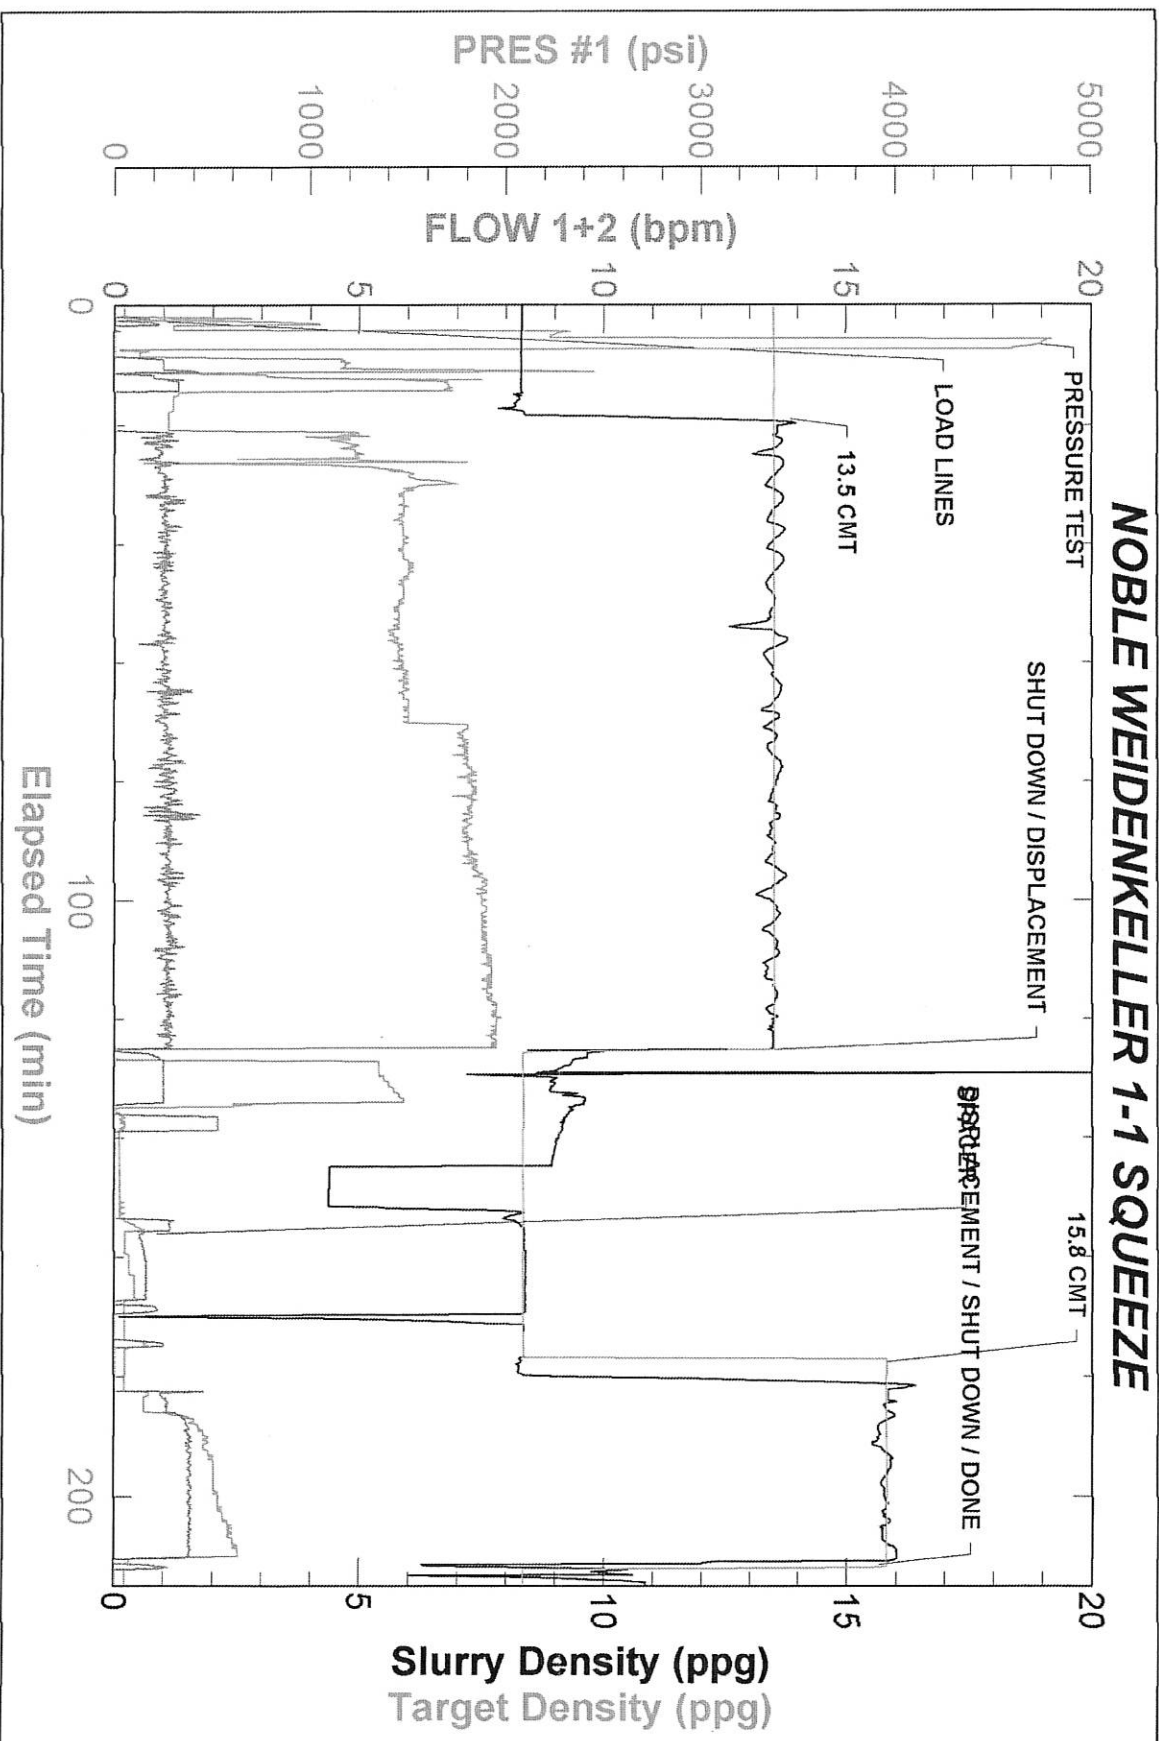 NOBLE WEIDENKELLER 1-1 SQUEEZE
PRES #1 (psi)
0 1000 2000 3000 4000 5000
FLOW 1+2 (bpm)
0 5 10 15 20
PRESSURE TEST
LOAD LINES
13.5 CMT
SHUT DOWN / DISPLACEMENT
SPACER
DISPLACEMENT / SHUT DOWN / DONE
15.8 CMT
0 100 200
Elapsed Time (min)
0 5 10 15 20
Slurry Density (ppg)
Target Density (ppg)